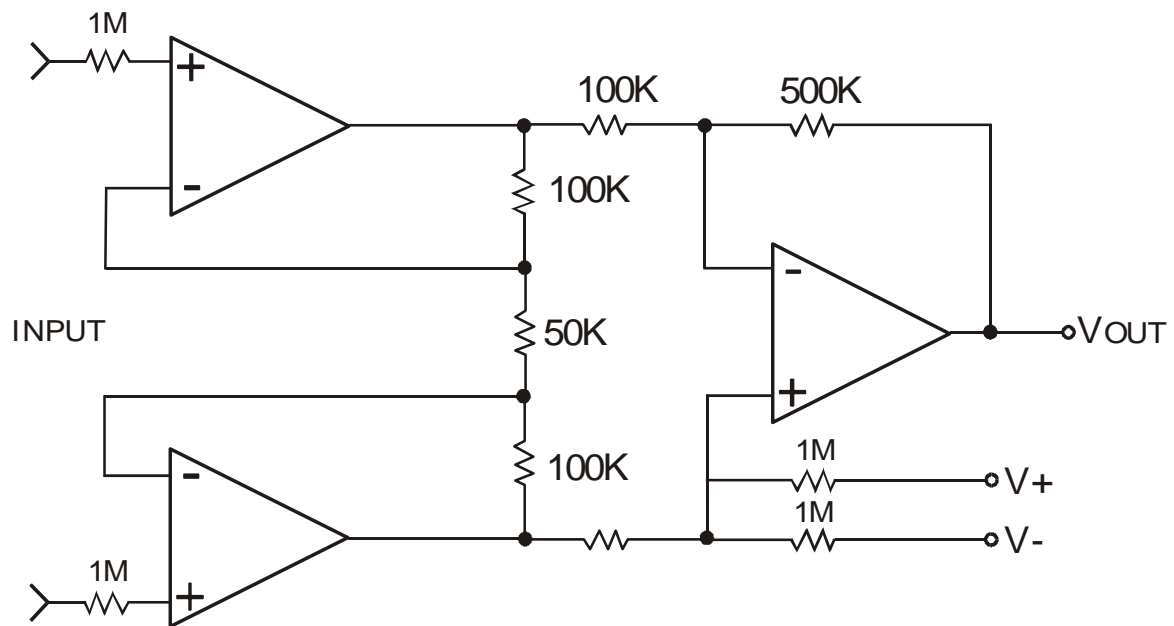 1M
+
-
100K
500K
100K
-
INPUT
50K
VOUT
+
-
100K
1M
V+
1M
V-
1M
+